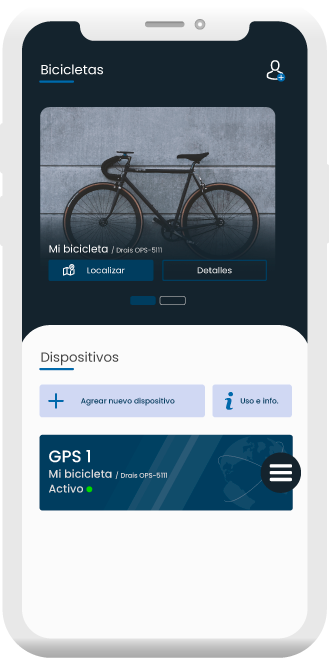 Bicicletas
Mi bicicleta / Drais OPS-5111
Localizar
Detalles
Dispositivos
Agrear nuevo dispositivo
Uso e info.
GPS 1
Mi bicicleta / Drais OPS-5111
Activo